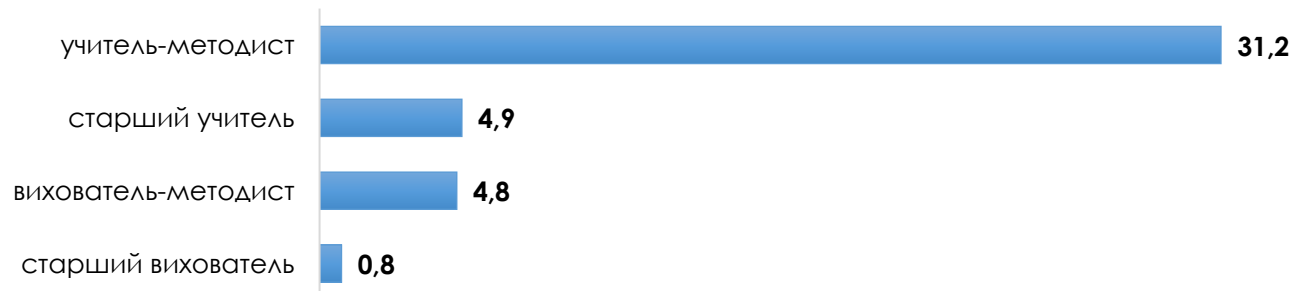 учитель-методист 31,2
старший учитель 4,9
вихователь-методист 4,8
старший вихователь 0,8